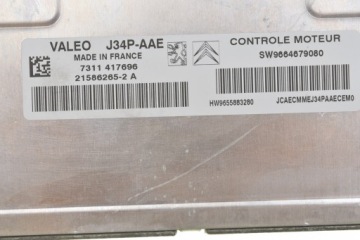 VALEO J34P-AAE
MADE IN FRANCE
7311 417696
21586265-2 A
CONTROLE MOTEUR
SW9664679080
HW9655883280
JCAECMMEJ34PAAECEM0